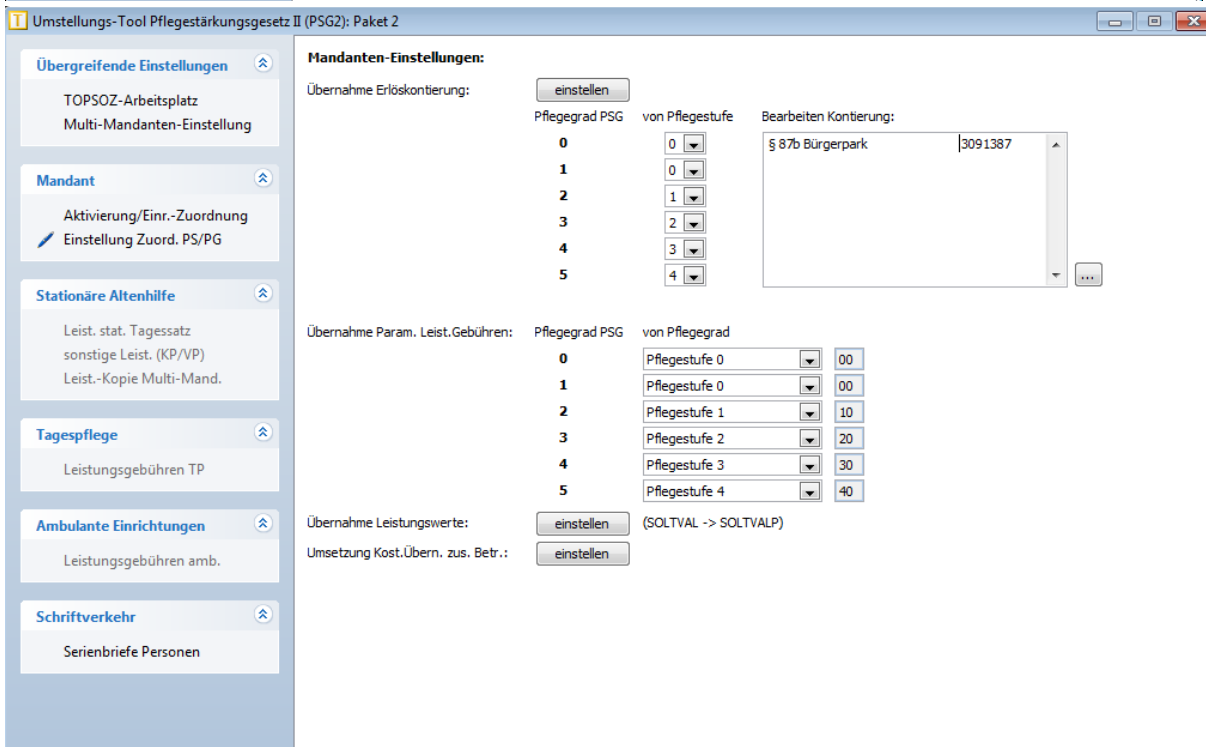 Umstellungs-Tool Pflegestärkungsgesetz II (PSG2): Paket 2
Übergreifende Einstellungen
TOPSOZ-Arbeitsplatz
Multi-Mandanten-Einstellung
Mandant
Aktivierung/Einr.-Zuordnung
Einstellung Zuord. PS/PG
Stationäre Altenhilfe
Leist. stat. Tagessatz
sonstige Leist. (KP/VP)
Leist.-Kopie Multi-Mand.
Tagespflege
Leistungsgebühren TP
Ambulante Einrichtungen
Leistungsgebühren amb.
Schriftverkehr
Serienbriefe Personen
Mandanten-Einstellungen:
Übernahme Erlöskontierung: einstellen
Pflegegrad PSG von Pflegestufe Bearbeiten Kontierung:
0 0 § 87b Bürgerpark 3091387
1 0
2 1
3 2
4 3
5 4 ...
Übernahme Param. Leist.Gebühren: Pflegegrad PSG von Pflegegrad
0 Pflegestufe 0 00
1 Pflegestufe 0 00
2 Pflegestufe 1 10
3 Pflegestufe 2 20
4 Pflegestufe 3 30
5 Pflegestufe 4 40
Übernahme Leistungswerte: einstellen (SOLTVAL -> SOLTVALP)
Umsetzung Kost.Übern. zus. Betr.: einstellen